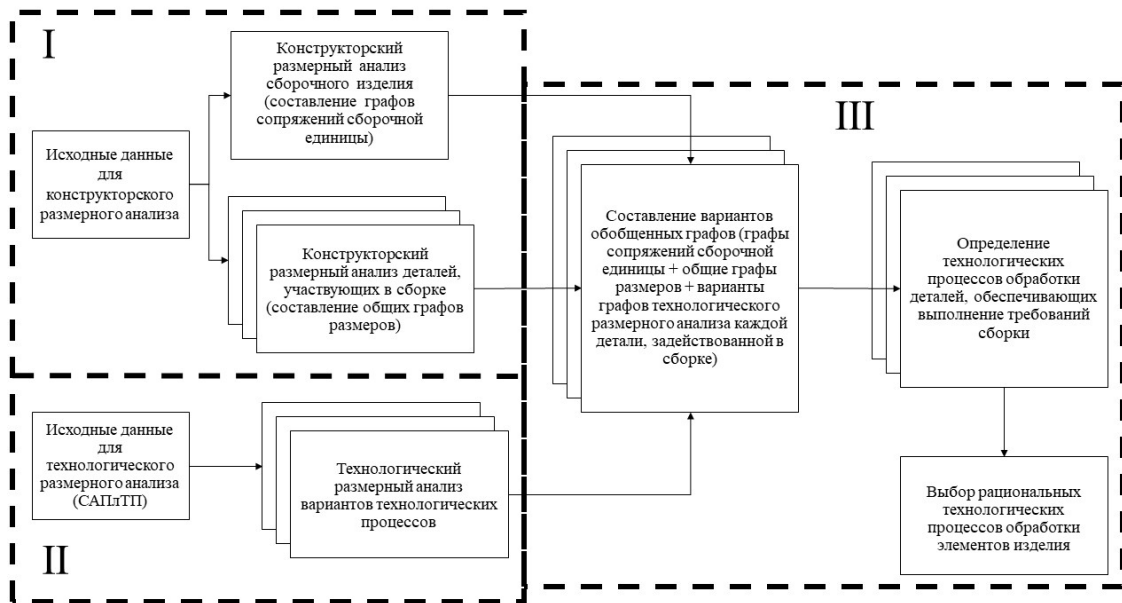 I
Конструкторский
размерный анализ
сборочного изделия
(составление графов
сопряжений сборочной
единицы)
Исходные данные
для
конструкторского
размерного анализа
Конструкторский
размерный анализ деталей,
участвующих в сборке
(составление общих графов
размеров)
II
Исходные данные
для
технологического
размерного анализа
(САПлТП)
Технологический
размерный анализ
вариантов технологических
процессов
III
Составление вариантов
обобщенных графов (графы
сопряжений сборочной
единицы + общие графы
размеров + варианты
графов технологического
размерного анализа каждой
детали, задействованной в
сборке)
Определение
технологических
процессов обработки
деталей, обеспечивающих
выполнение требований
сборки
Выбор рациональных
технологических
процессов обработки
элементов изделия